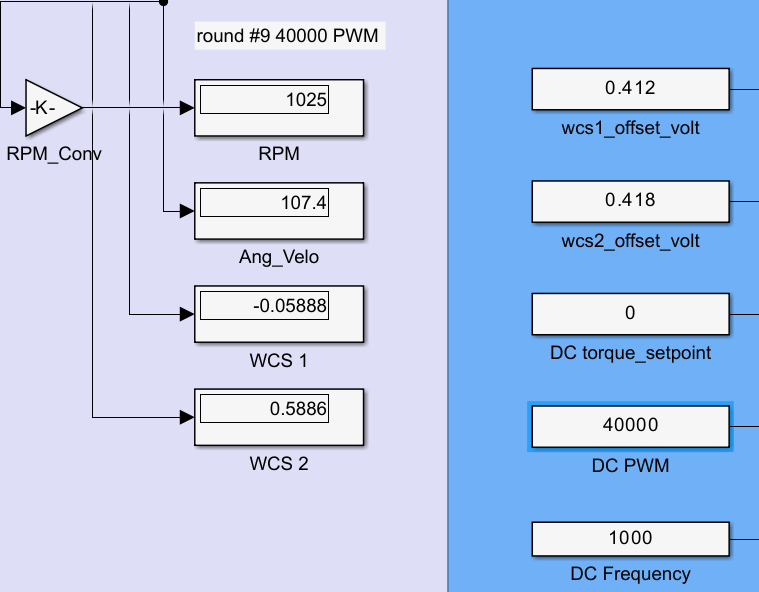 round #9 40000 PWM
-K-
RPM_Conv
1025
RPM
107.4
Ang_Velo
-0.05888
WCS 1
0.5886
WCS 2
0.412
wcs1_offset_volt
0.418
wcs2_offset_volt
0
DC torque_setpoint
40000
DC PWM
1000
DC Frequency